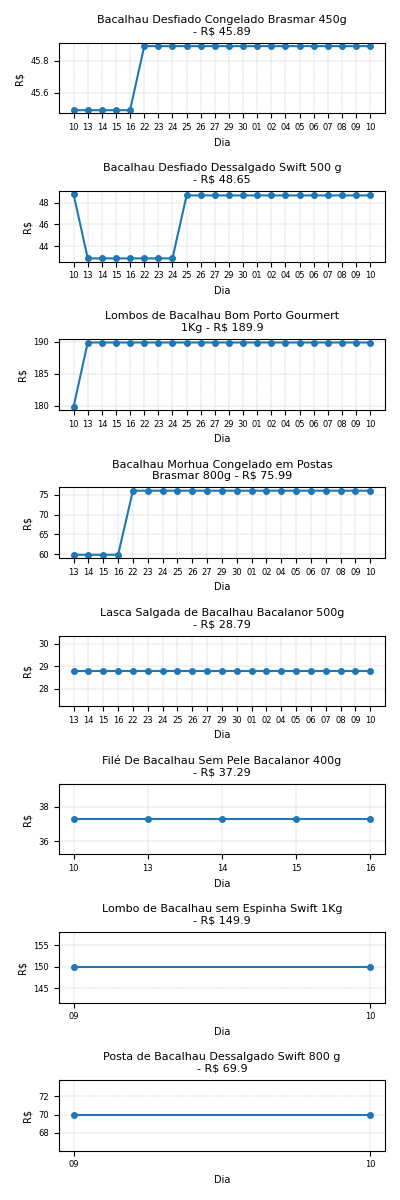 Bacalhau Desfiado Congelado Brasmar 450g
- R$ 45.89
R$
45.8
45.6
10 13 14 15 16 22 23 24 25 26 27 29 30 01 02 04 05 06 07 08 09 10
Dia
Bacalhau Desfiado Dessalgado Swift 500 g
- R$ 48.65
R$
48
46
44
10 13 14 15 16 22 23 24 25 26 27 29 30 01 02 04 05 06 07 08 09 10
Dia
Lombos de Bacalhau Bom Porto Gourmert
1Kg - R$ 189.9
R$
190
185
180
10 13 14 15 16 22 23 24 25 26 27 29 30 01 02 04 05 06 07 08 09 10
Dia
Bacalhau Morhua Congelado em Postas
Brasmar 800g - R$ 75.99
R$
75
70
65
60
13 14 15 16 22 23 24 25 26 27 29 30 01 02 04 05 06 07 08 09 10
Dia
Lasca Salgada de Bacalhau Bacalanor 500g
- R$ 28.79
R$
30
29
28
13 14 15 16 22 23 24 25 26 27 29 30 01 02 04 05 06 07 08 09 10
Dia
Filé De Bacalhau Sem Pele Bacalanor 400g
- R$ 37.29
R$
38
36
10 13 14 15 16
Dia
Lombo de Bacalhau sem Espinha Swift 1Kg
- R$ 149.9
R$
155
150
145
09 10
Dia
Posta de Bacalhau Dessalgado Swift 800 g
- R$ 69.9
R$
72
70
68
09 10
Dia